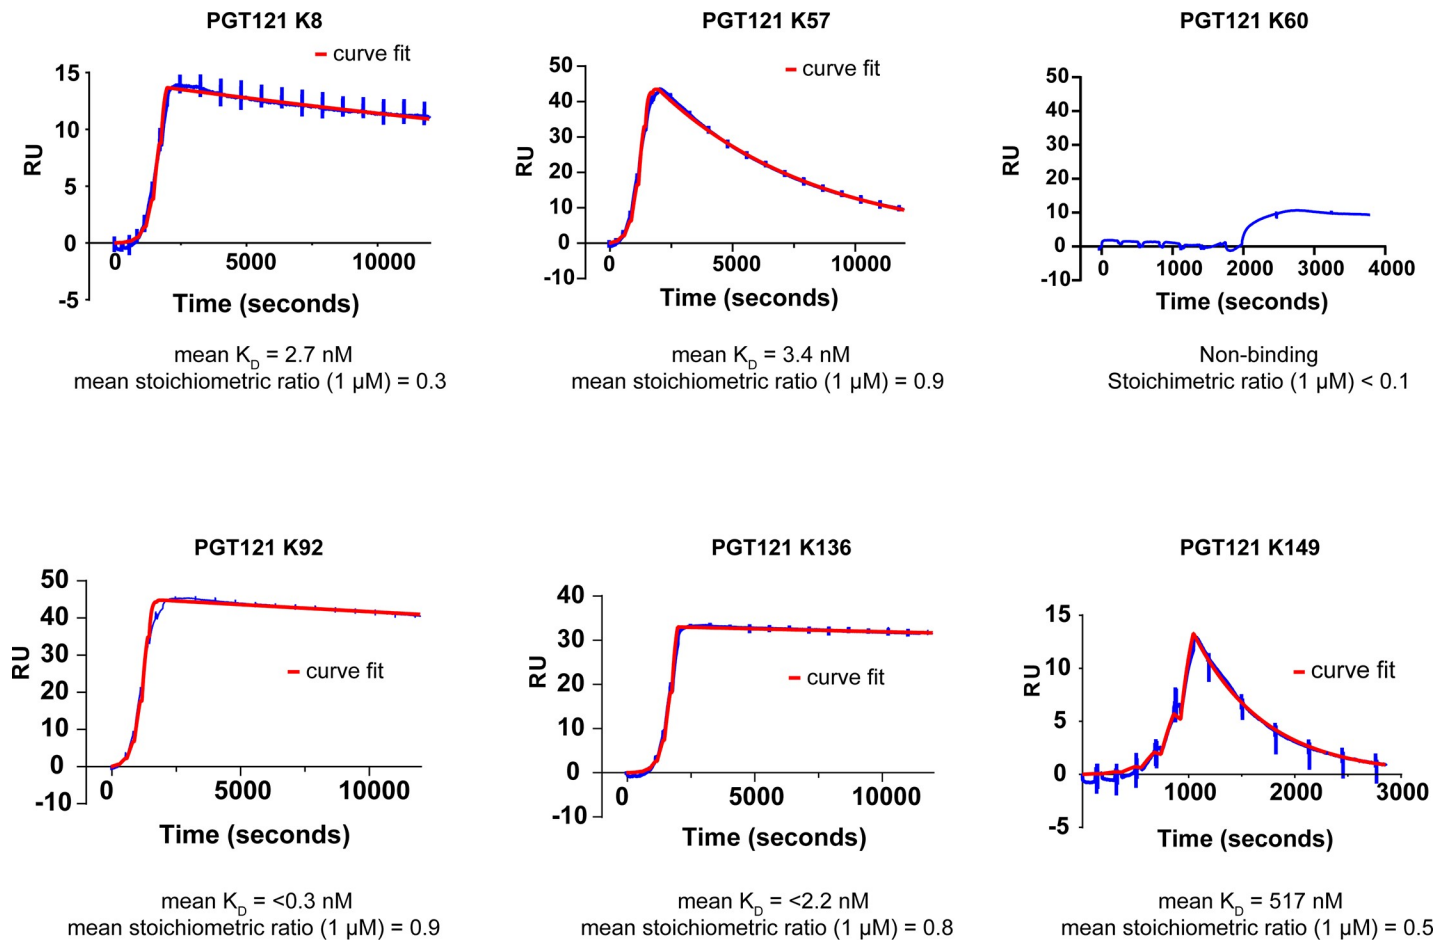 PGT121 K8
curve fit
15
10
5
0
-5
RU
0
5000
10000
Time (seconds)
mean KD = 2.7 nM
mean stoichiometric ratio (1 µM) = 0.3
PGT121 K57
curve fit
50
40
30
20
10
0
-10
RU
0
5000
10000
Time (seconds)
mean KD = 3.4 nM
mean stoichiometric ratio (1 µM) = 0.9
PGT121 K60
50
40
30
20
10
0
-10
RU
0
1000
2000
3000
4000
Time (seconds)
Non-binding
Stoichimetric ratio (1 µM) < 0.1
PGT121 K92
curve fit
50
40
30
20
10
0
-10
RU
0
5000
10000
Time (seconds)
mean KD = <0.3 nM
mean stoichiometric ratio (1 µM) = 0.9
PGT121 K136
curve fit
40
30
20
10
0
-10
RU
0
5000
10000
Time (seconds)
mean KD = <2.2 nM
mean stoichiometric ratio (1 µM) = 0.8
PGT121 K149
curve fit
15
10
5
0
-5
RU
1000
2000
3000
Time (seconds)
mean KD = 517 nM
mean stoichiometric ratio (1 µM) = 0.5